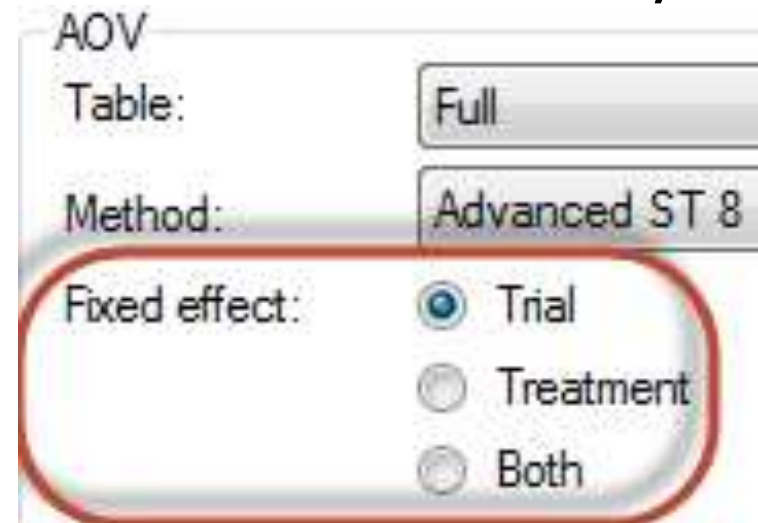 AOV
Table: Full
Method: Advanced ST 8
Fixed effect: Trial
Treatment
Both